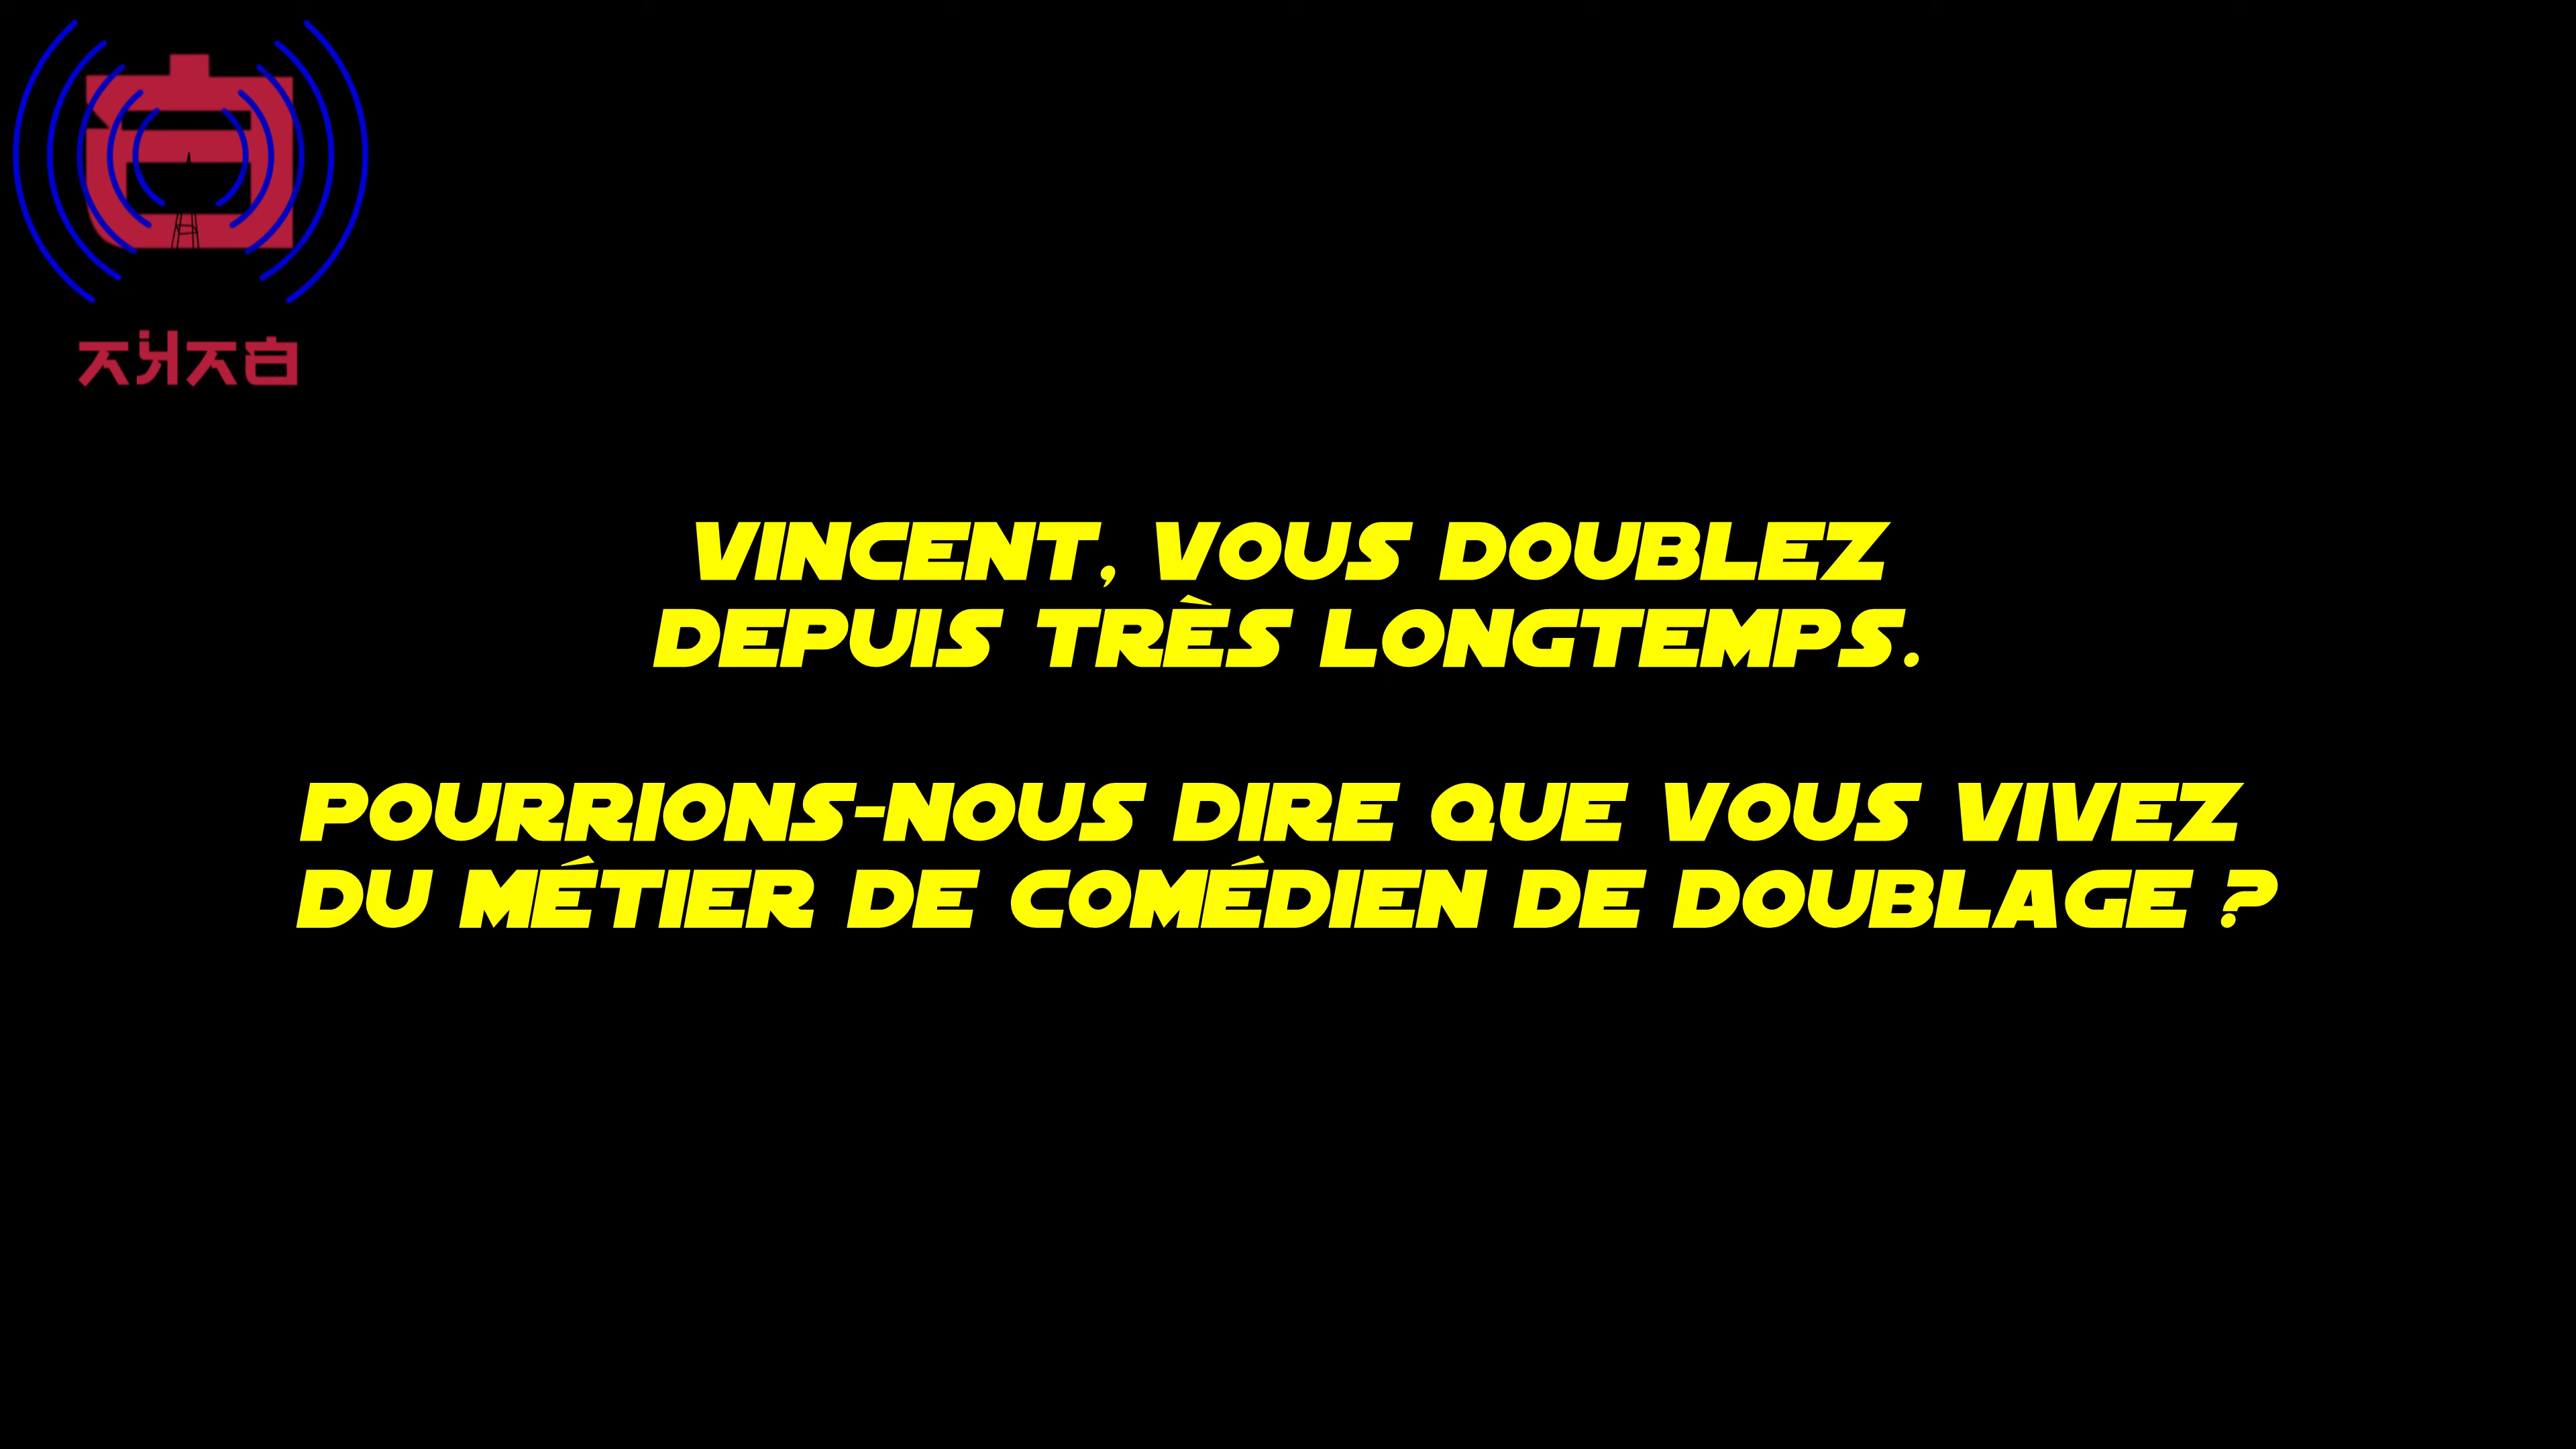 VINCENT, VOUS DOUBLEZ
DEPUIS TRÈS LONGTEMPS.
POURRIONS-NOUS DIRE QUE VOUS VIVEZ
DU MÉTIER DE COMÉDIEN DE DOUBLAGE ?